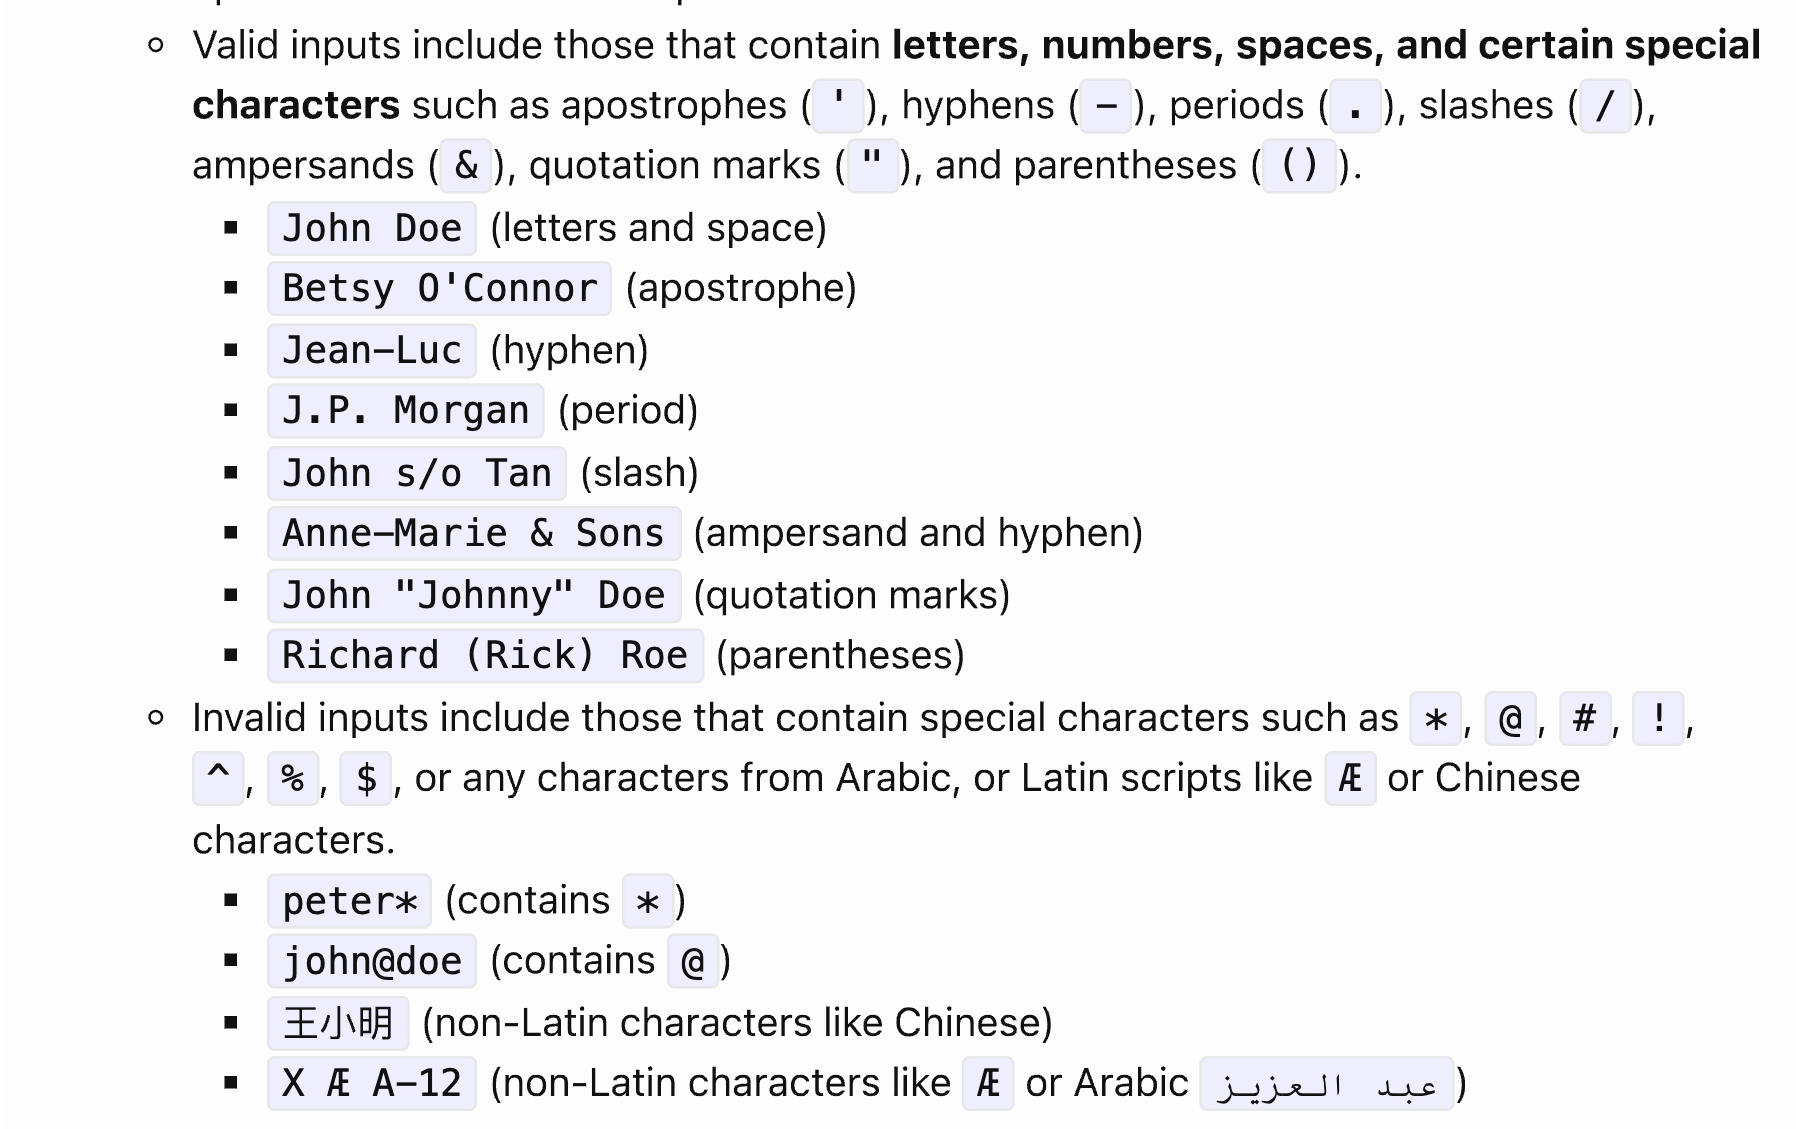 Valid inputs include those that contain letters, numbers, spaces, and certain special
characters such as apostrophes ( ' ), hyphens ( - ), periods ( . ), slashes ( / ),
ampersands ( & ), quotation marks ( " ), and parentheses ( () ).
John Doe (letters and space)
Betsy O'Connor (apostrophe)
Jean-Luc (hyphen)
J.P. Morgan (period)
John s/o Tan (slash)
Anne-Marie & Sons (ampersand and hyphen)
John "Johnny" Doe (quotation marks)
Richard (Rick) Roe (parentheses)
Invalid inputs include those that contain special characters such as * , @ , # , ! ,
^ , % , $ , or any characters from Arabic, or Latin scripts like Æ or Chinese
characters.
peter* (contains * )
john@doe (contains @ )
王小明 (non-Latin characters like Chinese)
X Æ A-12 (non-Latin characters like Æ or Arabic عبد العزيز )